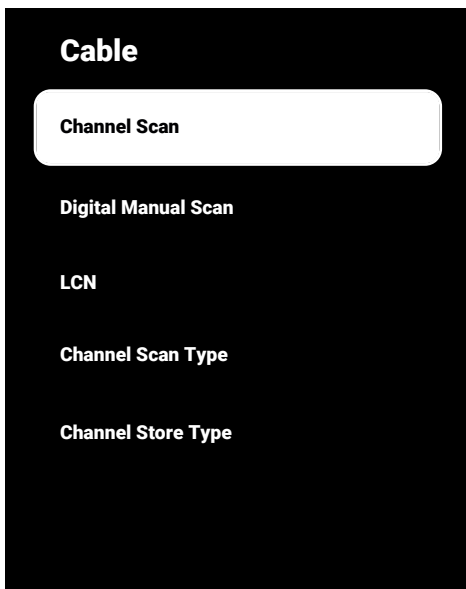 Cable
Channel Scan
Digital Manual Scan
LCN
Channel Scan Type
Channel Store Type